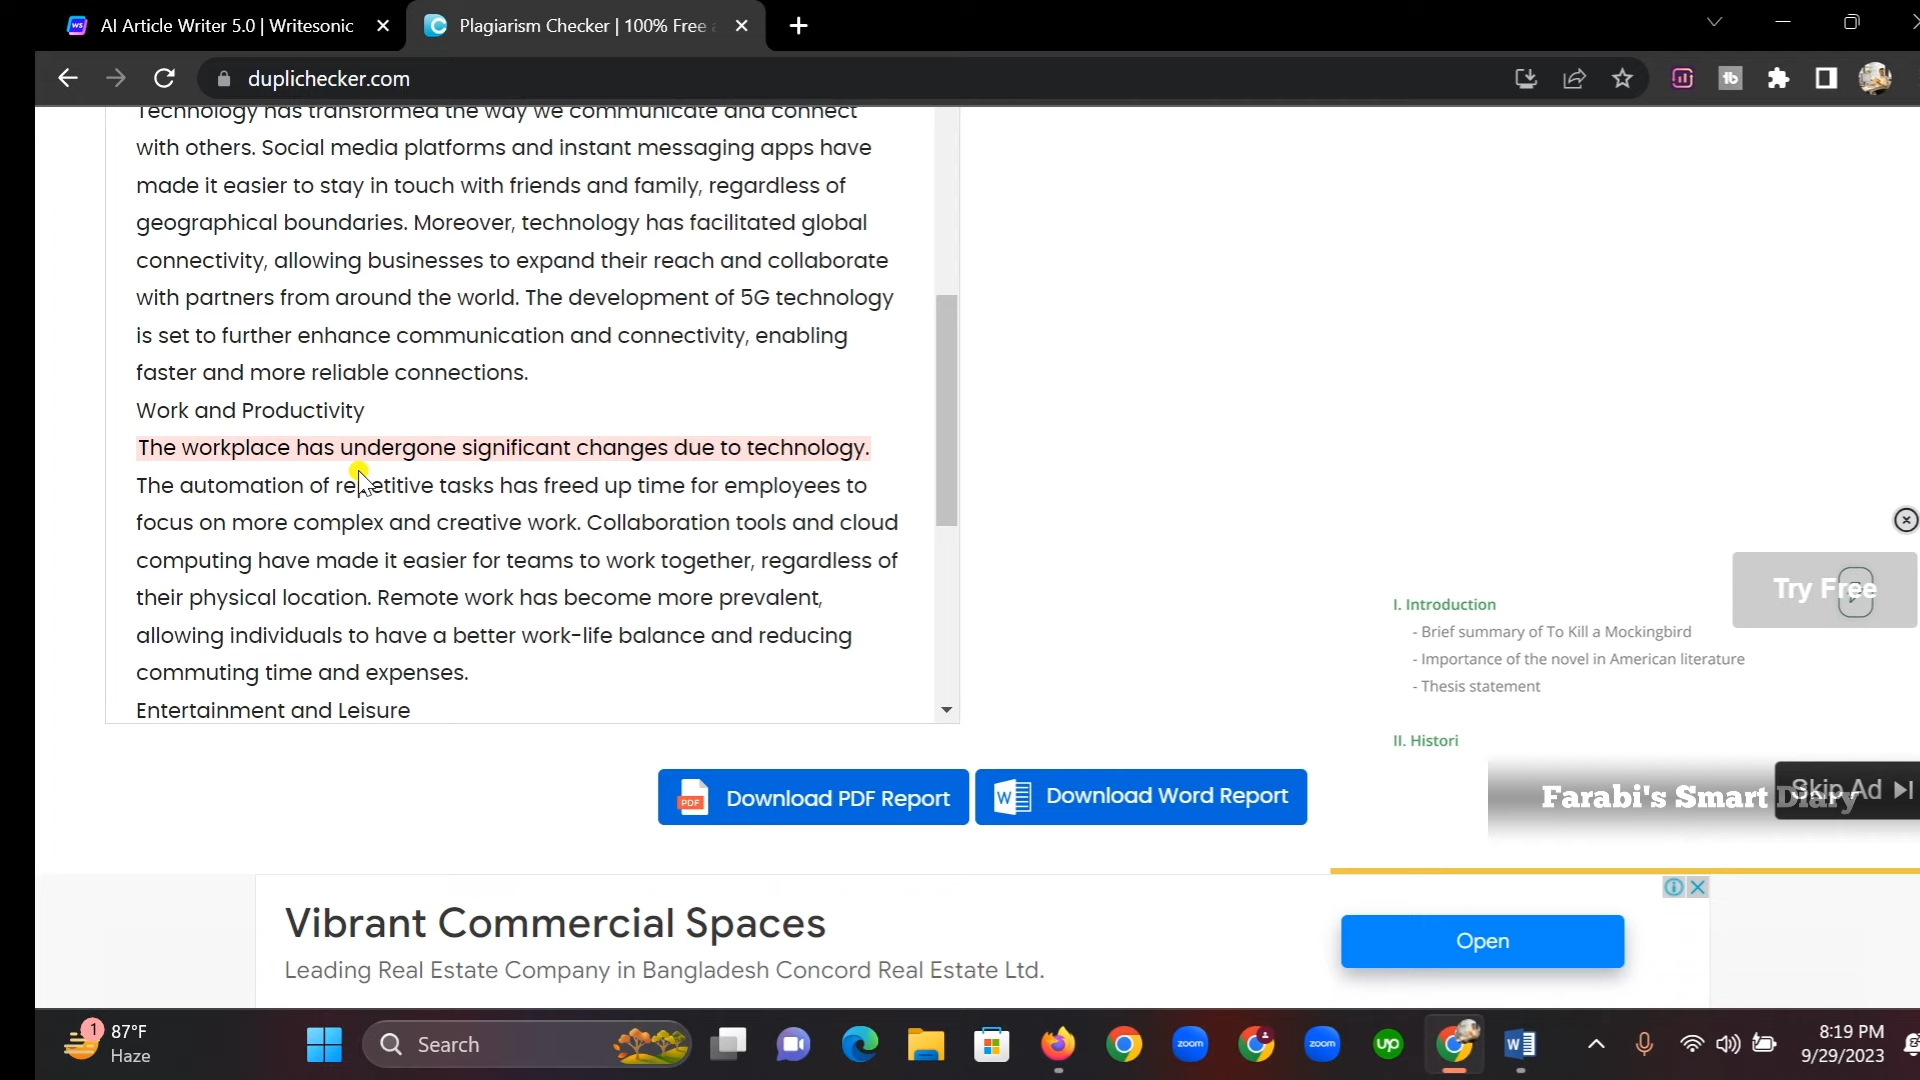 AI Article Writer 5.0 | Writesonic
Plagiarism Checker | 100% Free
duplichecker.com
Technology has transformed the way we communicate and connect
with others. Social media platforms and instant messaging apps have
made it easier to stay in touch with friends and family, regardless of
geographical boundaries. Moreover, technology has facilitated global
connectivity, allowing businesses to expand their reach and collaborate
with partners from around the world. The development of 5G technology
is set to further enhance communication and connectivity, enabling
faster and more reliable connections.
Work and Productivity
The workplace has undergone significant changes due to technology.
The automation of repetitive tasks has freed up time for employees to
focus on more complex and creative work. Collaboration tools and cloud
computing have made it easier for teams to work together, regardless of
their physical location. Remote work has become more prevalent,
allowing individuals to have a better work-life balance and reducing
commuting time and expenses.
Entertainment and Leisure
Try Free
I. Introduction
- Brief summary of To Kill a Mockingbird
- Importance of the novel in American literature
- Thesis statement
II. Histori
PDF
Download PDF Report
W
Download Word Report
Farabi's Smart Diary
Skip Ad
Vibrant Commercial Spaces
Leading Real Estate Company in Bangladesh Concord Real Estate Ltd.
Open
1
87°F
Haze
Search
zoom
zoom
up
W
8:19 PM
9/29/2023